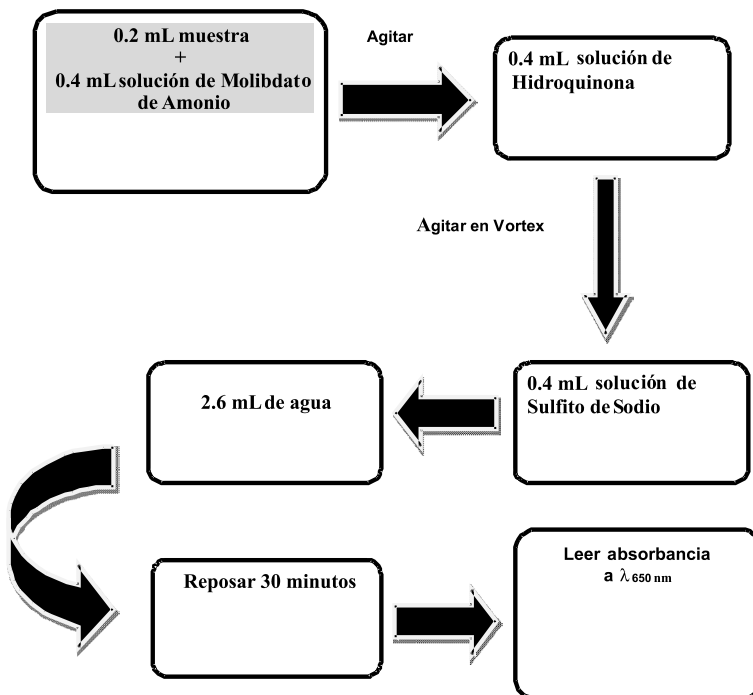 0.2 mL muestra
+
0.4 mL solución de Molibdato
de Amonio
Agitar
0.4 mL solución de
Hidroquinona
Agitar en Vortex
0.4 mL solución de
Sulfito de Sodio
2.6 mL de agua
Reposar 30 minutos
Leer absorbancia
a λ 650 nm